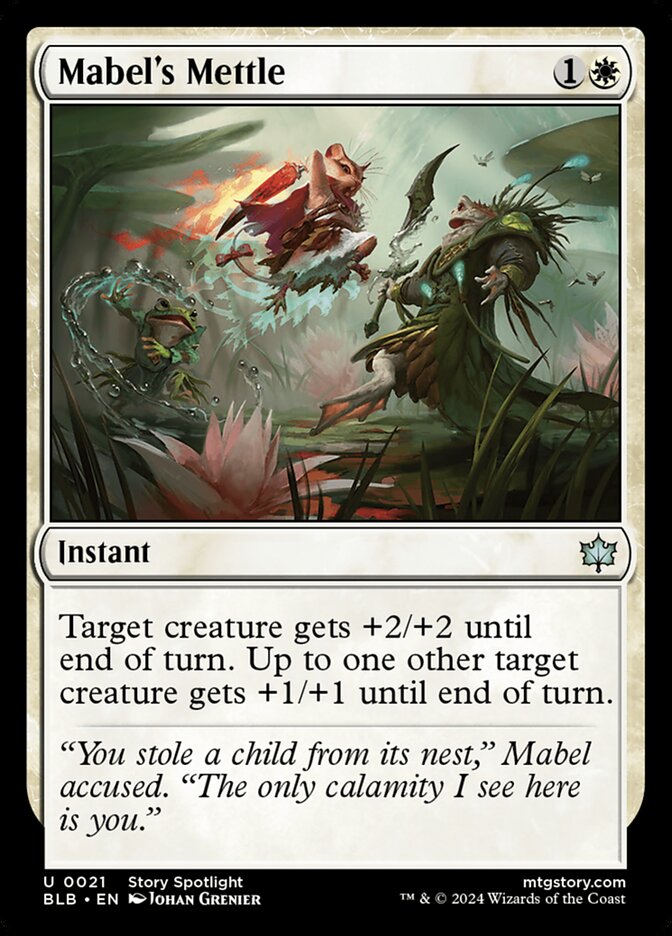 Mabel's Mettle 1
Instant
Target creature gets +2/+2 until
end of turn. Up to one other target
creature gets +1/+1 until end of turn.
“You stole a child from its nest,” Mabel
accused. “The only calamity I see here
is you.”
U 0021 Story Spotlight mtgstory.com
BLB • EN Johan Grenier ™ & © 2024 Wizards of the Coast